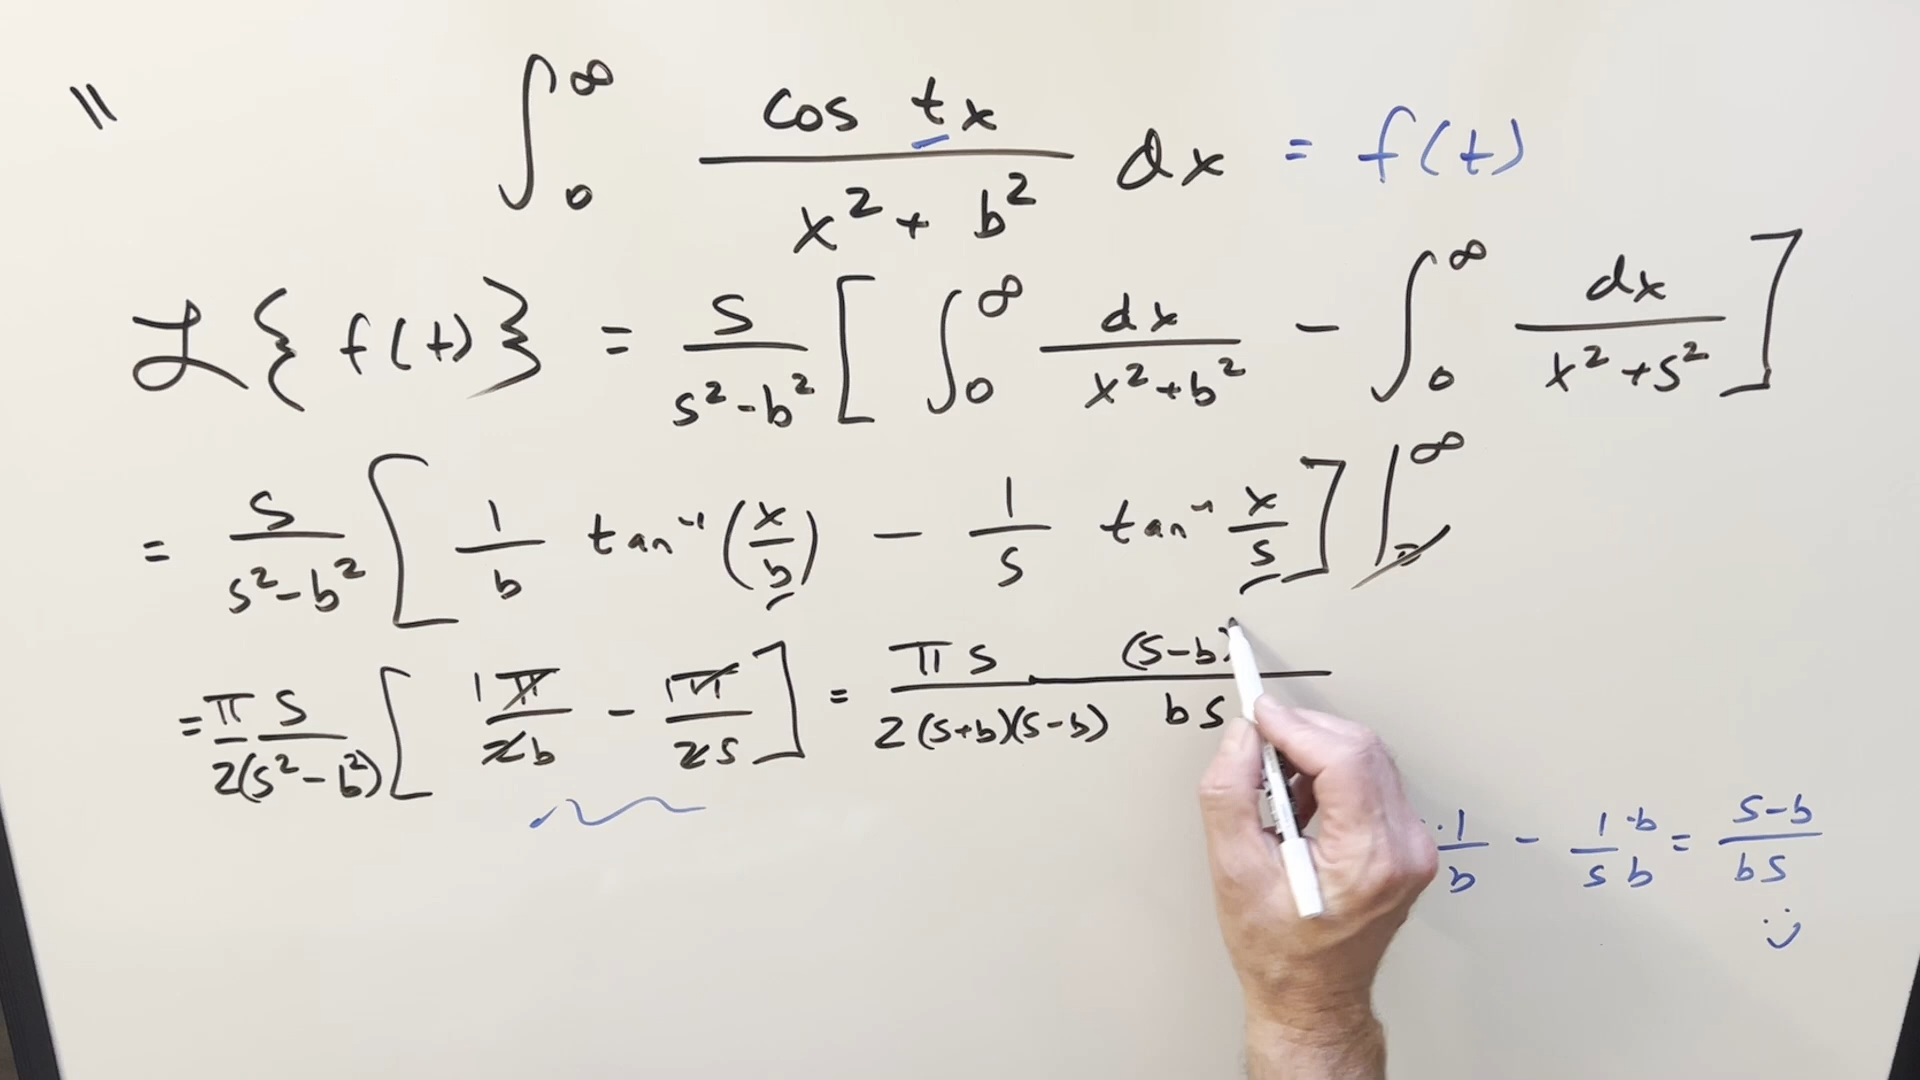 \\ ∫₀^∞ cos tx / (x² + b²) dx = f(t)
ℒ{f(t)} = s/(s²-b²) [ ∫₀^∞ dx/(x²+b²) - ∫₀^∞ dx/(x²+s²) ]
= s/(s²-b²) [ 1/b tan⁻¹(x/b) - 1/s tan⁻¹ x/s ] |₀^∞
= π/2 s/(s²-b²) [ 1π/2b - 1π/2s ] = πs/2(s+b)(s-b) (s-b)/bs
·1/b - 1·b/sb = s-b/bs